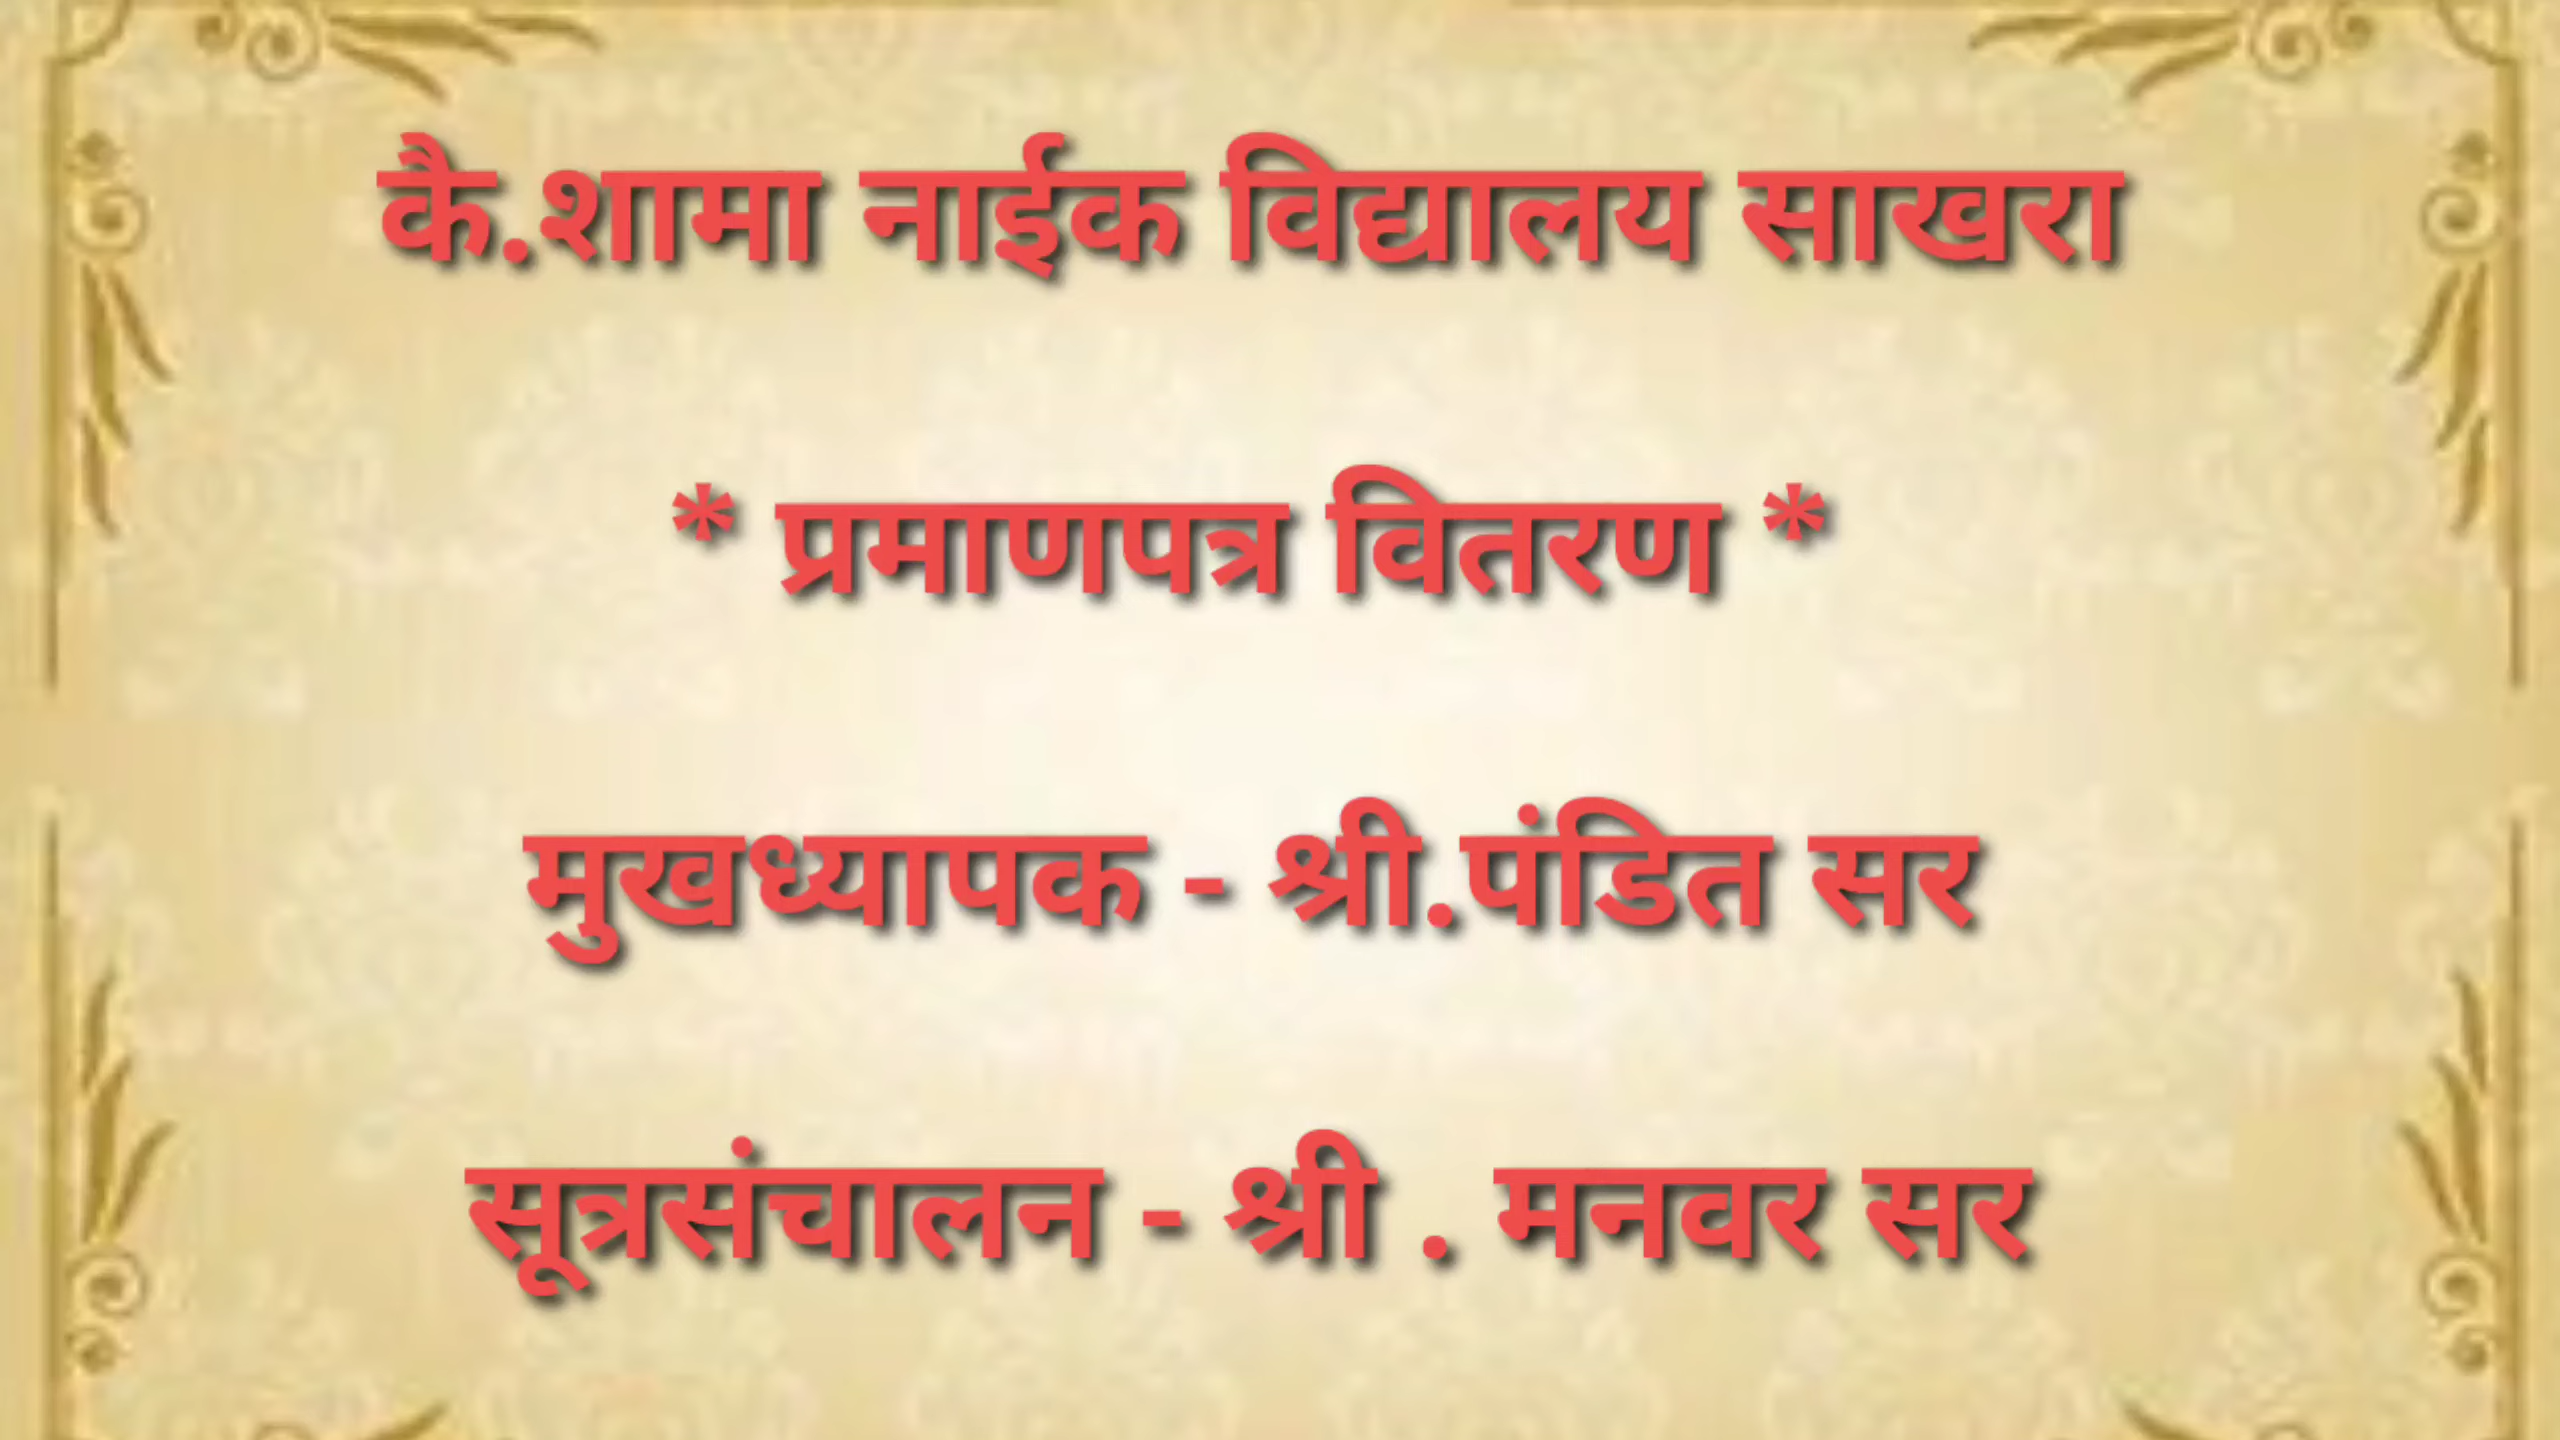 कै.शामा नाईक विद्यालय साखरा
* प्रमाणपत्र वितरण *
मुखध्यापक - श्री.पंडित सर
सूत्रसंचालन - श्री . मनवर सर